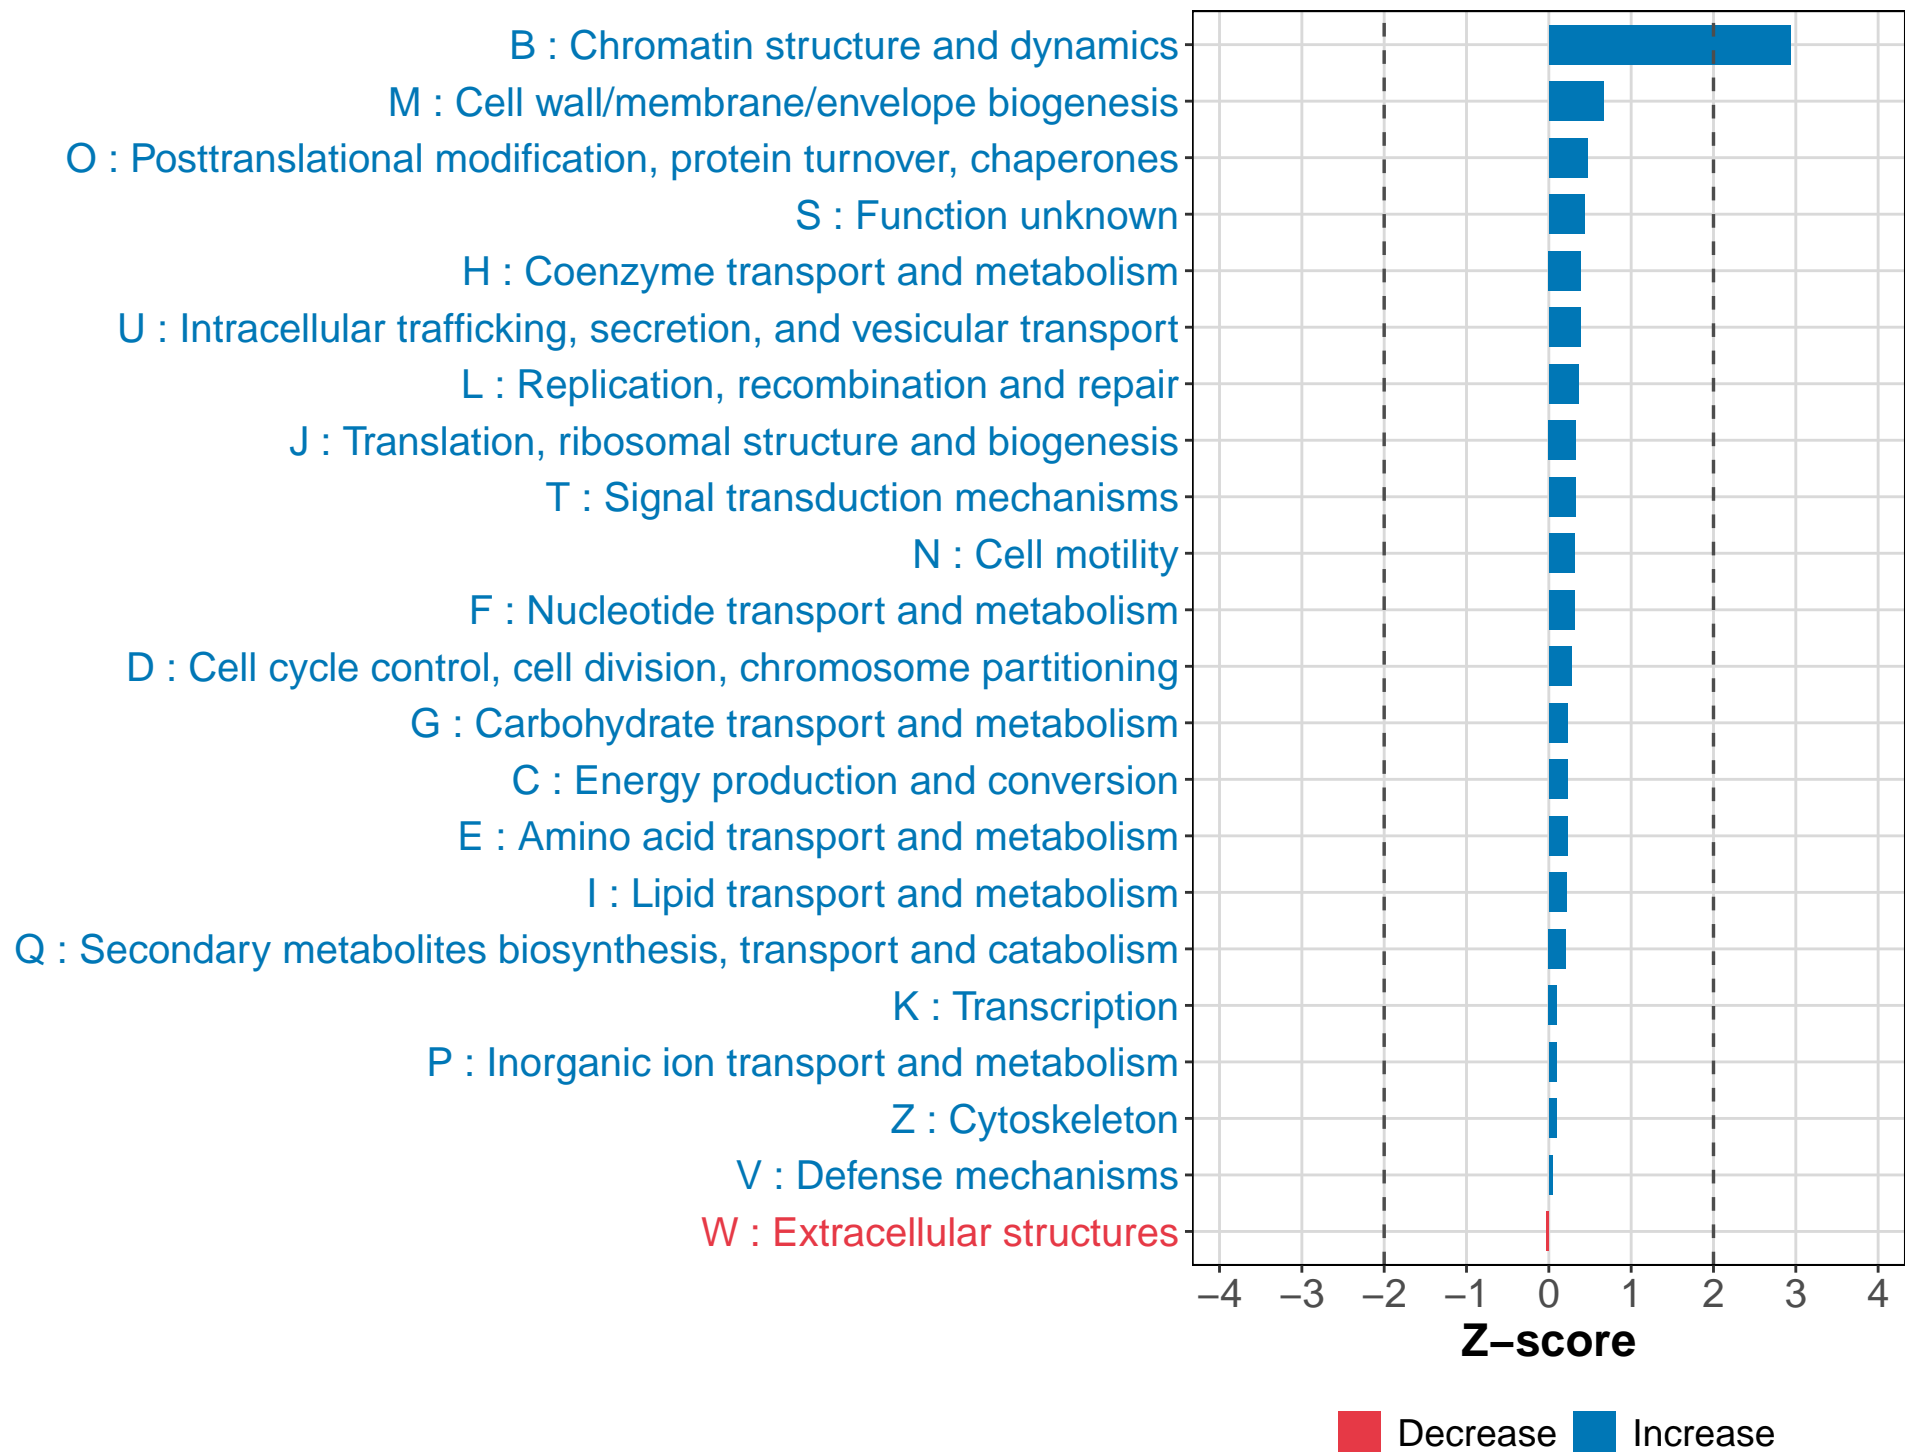 B : Chromatin structure and dynamics
M : Cell wall/membrane/envelope biogenesis
O : Posttranslational modification, protein turnover, chaperones
S : Function unknown
H : Coenzyme transport and metabolism
U : Intracellular trafficking, secretion, and vesicular transport
L : Replication, recombination and repair
J : Translation, ribosomal structure and biogenesis
T : Signal transduction mechanisms
N : Cell motility
F : Nucleotide transport and metabolism
D : Cell cycle control, cell division, chromosome partitioning
G : Carbohydrate transport and metabolism
C : Energy production and conversion
E : Amino acid transport and metabolism
I : Lipid transport and metabolism
Q : Secondary metabolites biosynthesis, transport and catabolism
K : Transcription
P : Inorganic ion transport and metabolism
Z : Cytoskeleton
V : Defense mechanisms
W : Extracellular structures
−4 −3 −2 −1 0 1 2 3 4
Z−score
Decrease Increase